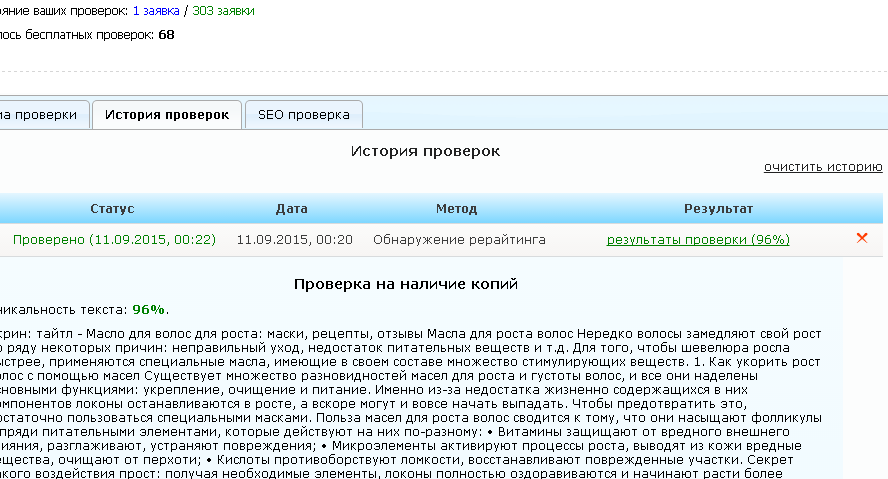 ояние ваших проверок: 1 заявка / 303 заявки
лось бесплатных проверок: 68
ма проверки История проверок SEO проверка
История проверок
очистить историю
Статус Дата Метод Результат
Проверено (11.09.2015, 00:22) 11.09.2015, 00:20 Обнаружение рерайтинга результаты проверки (96%)
Проверка на наличие копий
никальность текста: 96%.
крин: тайтл - Масло для волос для роста: маски, рецепты, отзывы Масла для роста волос Нередко волосы замедляют свой рост
о ряду некоторых причин: неправильный уход, недостаток питательных веществ и т.д. Для того, чтобы шевелюра росла
ыстрее, применяются специальные масла, имеющие в своем составе множество стимулирующих веществ. 1. Как укорить рост
олос с помощью масел Существует множество разновидностей масел для роста и густоты волос, и все они наделены
сновными функциями: укрепление, очищение и питание. Именно из-за недостатка жизненно содержащихся в них
омпонентов локоны останавливаются в росте, а вскоре могут и вовсе начать выпадать. Чтобы предотвратить это,
остаточно пользоваться специальными масками. Польза масел для роста волос сводится к тому, что они насыщают фолликулы
пряди питательными элементами, которые действуют на них по-разному: • Витамины защищают от вредного внешнего
ияния, разглаживают, устраняют повреждения; • Микроэлементы активируют процессы роста, выводят из кожи вредные
ещества, очищают от перхоти; • Кислоты противоборствуют ломкости, восстанавливают поврежденные участки. Секрет
акого воздействия прост: получая необходимые элементы, локоны полностью оздоравливаются и начинают расти более